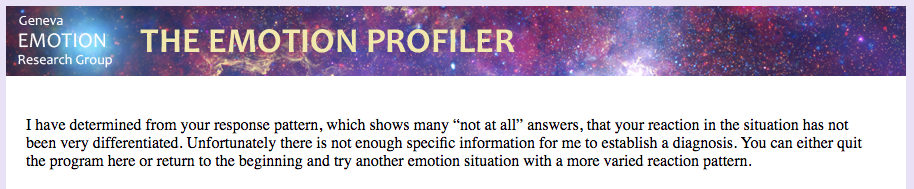 Geneva
EMOTION
Research Group
THE EMOTION PROFILER
I have determined from your response pattern, which shows many “not at all” answers, that your reaction in the situation has not
been very differentiated. Unfortunately there is not enough specific information for me to establish a diagnosis. You can either quit
the program here or return to the beginning and try another emotion situation with a more varied reaction pattern.